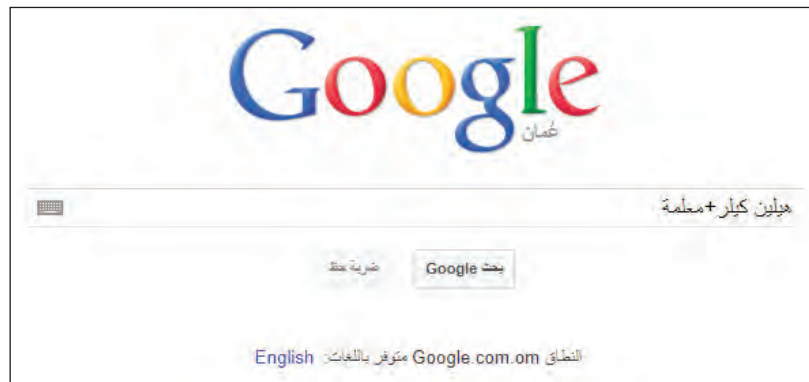 Google
عُمان
هيلين كيلر+معلمة
بحث Google ضربة حظ
النطاق Google.com.om متوفر باللغات: English